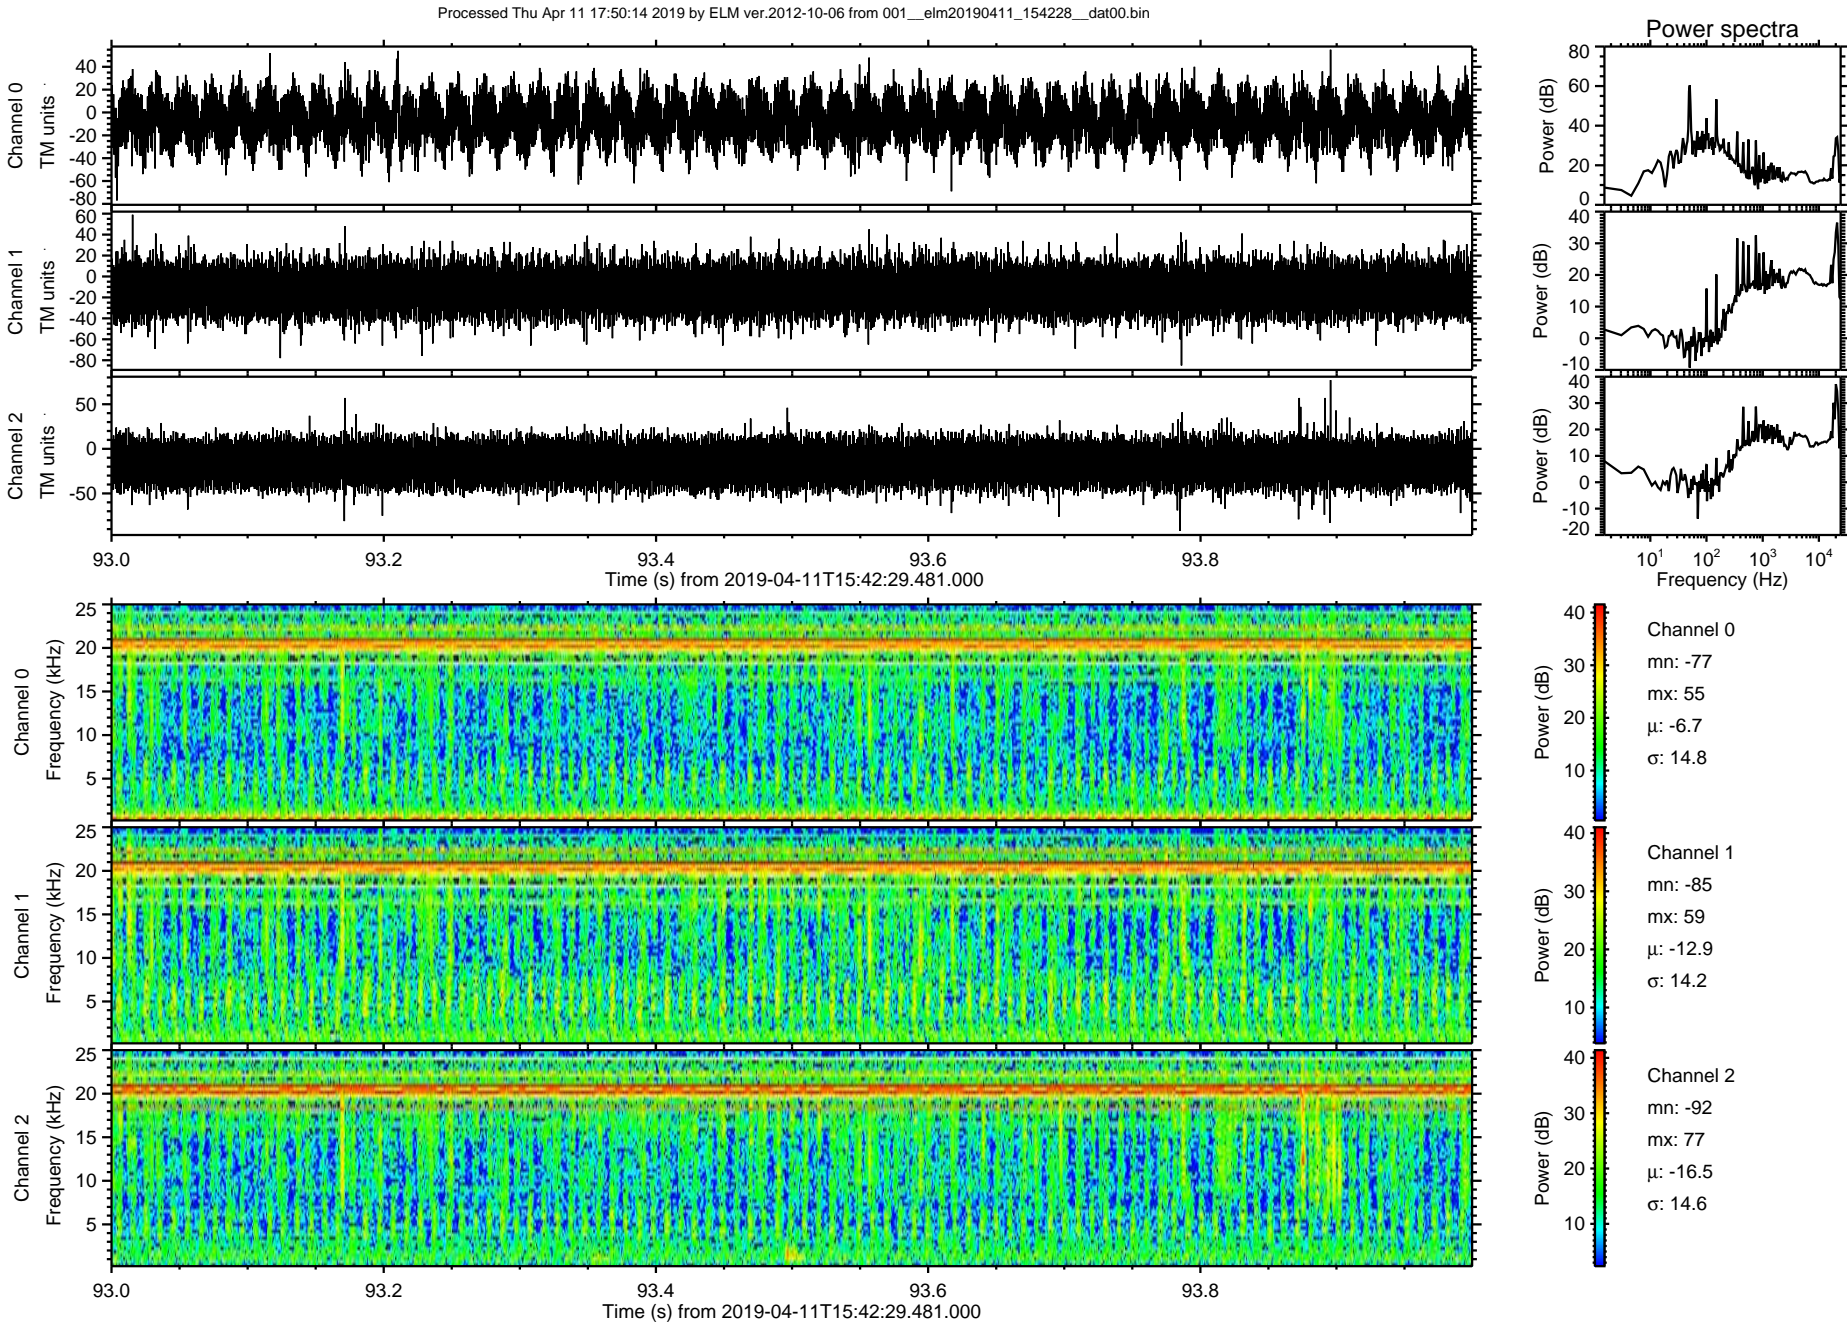 Processed Thu Apr 11 17:50:14 2019 by ELM ver.2012-10-06 from 001__elm20190411_154228__dat00.bin
Power spectra
Channel 0
TM units
40
20
0
-20
-40
-60
-80
Power (dB)
80
60
40
20
0
Channel 1
TM units
60
40
20
0
-20
-40
-60
-80
Power (dB)
40
30
20
10
0
-10
Channel 2
TM units
50
0
-50
Power (dB)
40
30
20
10
0
-10
-20
93.0 93.2 93.4 93.6 93.8
Time (s) from 2019-04-11T15:42:29.481.000
10^1 10^2 10^3 10^4
Frequency (Hz)
Channel 0
Frequency (kHz)
25
20
15
10
5
Power (dB)
40
30
20
10
Channel 0
mn: -77
mx: 55
μ: -6.7
σ: 14.8
Channel 1
Frequency (kHz)
25
20
15
10
5
Power (dB)
40
30
20
10
Channel 1
mn: -85
mx: 59
μ: -12.9
σ: 14.2
Channel 2
Frequency (kHz)
25
20
15
10
5
Power (dB)
40
30
20
10
Channel 2
mn: -92
mx: 77
μ: -16.5
σ: 14.6
93.0 93.2 93.4 93.6 93.8
Time (s) from 2019-04-11T15:42:29.481.000